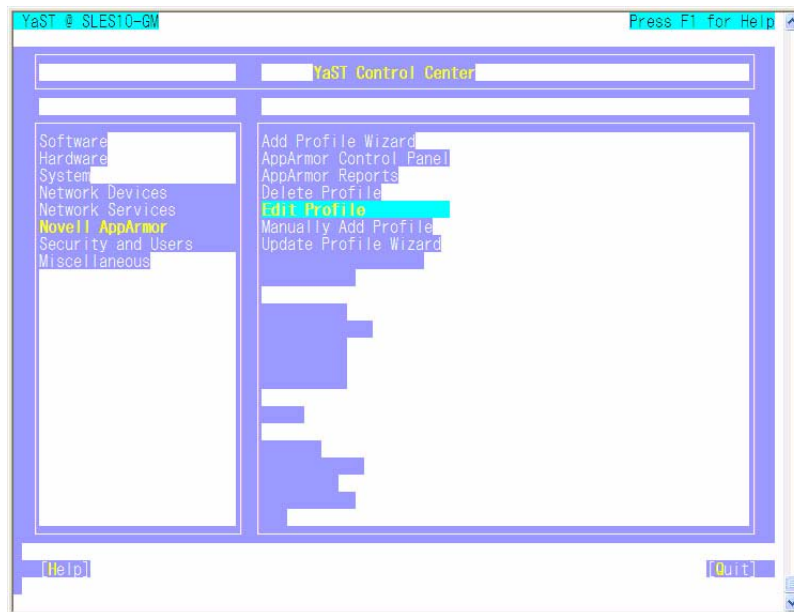 YaST @ SLES10-GM Press F1 for Help
YaST Control Center
Software
Hardware
System
Network Devices
Network Services
Novell AppArmor
Security and Users
Miscellaneous
Add Profile Wizard
AppArmor Control Panel
AppArmor Reports
Delete Profile
Edit Profile
Manually Add Profile
Update Profile Wizard
[Help] [Quit]